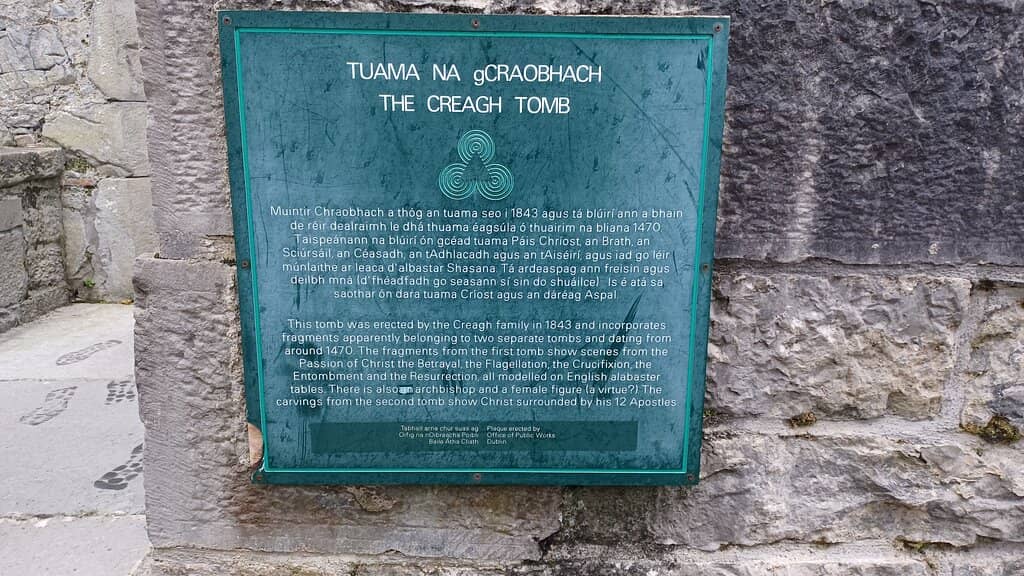 TUAMA NA gCRAOBHACH
THE CREAGH TOMB
Muintir Chraobhach a thóg an tuama seo i 1843 agus tá blúirí ann a bhain
de réir dealraimh le dhá thuama éagsúla ó thuairim na bliana 1470.
Taispeánann na blúirí ón gcéad tuama Páis Chríost, an Brath, an
Sciúrsáil, an Céasadh, an tAdhlacadh agus an tAiséirí, agus iad go léir
múnlaithe ar leaca d'albastar Shasana. Tá ardeaspag ann freisin agus
deilbh mná (d'fhéadfadh go seasann sí sin do shuáilce). Is é atá sa
saothar ón dara tuama Críost agus an dáréag Aspal.
This tomb was erected by the Creagh family in 1843 and incorporates
fragments apparently belonging to two separate tombs and dating from
around 1470. The fragments from the first tomb show scenes from the
Passion of Christ the Betrayal, the Flagellation, the Crucifixion, the
Entombment and the Resurrection, all modelled on English alabaster
tables. There is also an archbishop and a female figure (a virtue?). The
carvings from the second tomb show Christ surrounded by his 12 Apostles
Tabhair arna chur suas ag Plaque erected by
Oifig na nOibreacha Poiblí Office of Public Works
Baile Átha Cliath Dublin